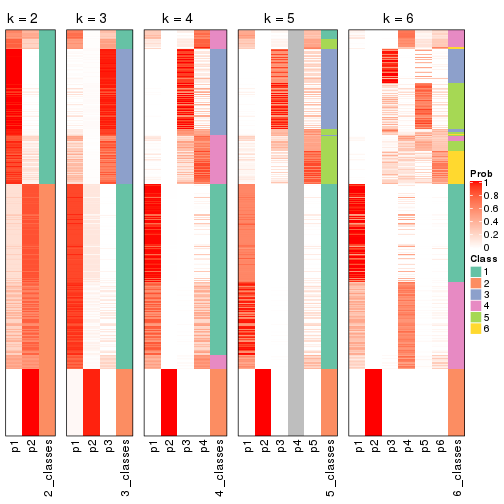 k = 2
k = 3
k = 4
k = 5
k = 6
Prob
1
0.8
0.6
0.4
0.2
0
Class
1
2
3
4
5
6
p1
p2
2_classes
p1
p2
p3
3_classes
p1
p2
p3
p4
4_classes
p1
p2
p3
p4
p5
5_classes
p1
p2
p3
p4
p5
p6
6_classes